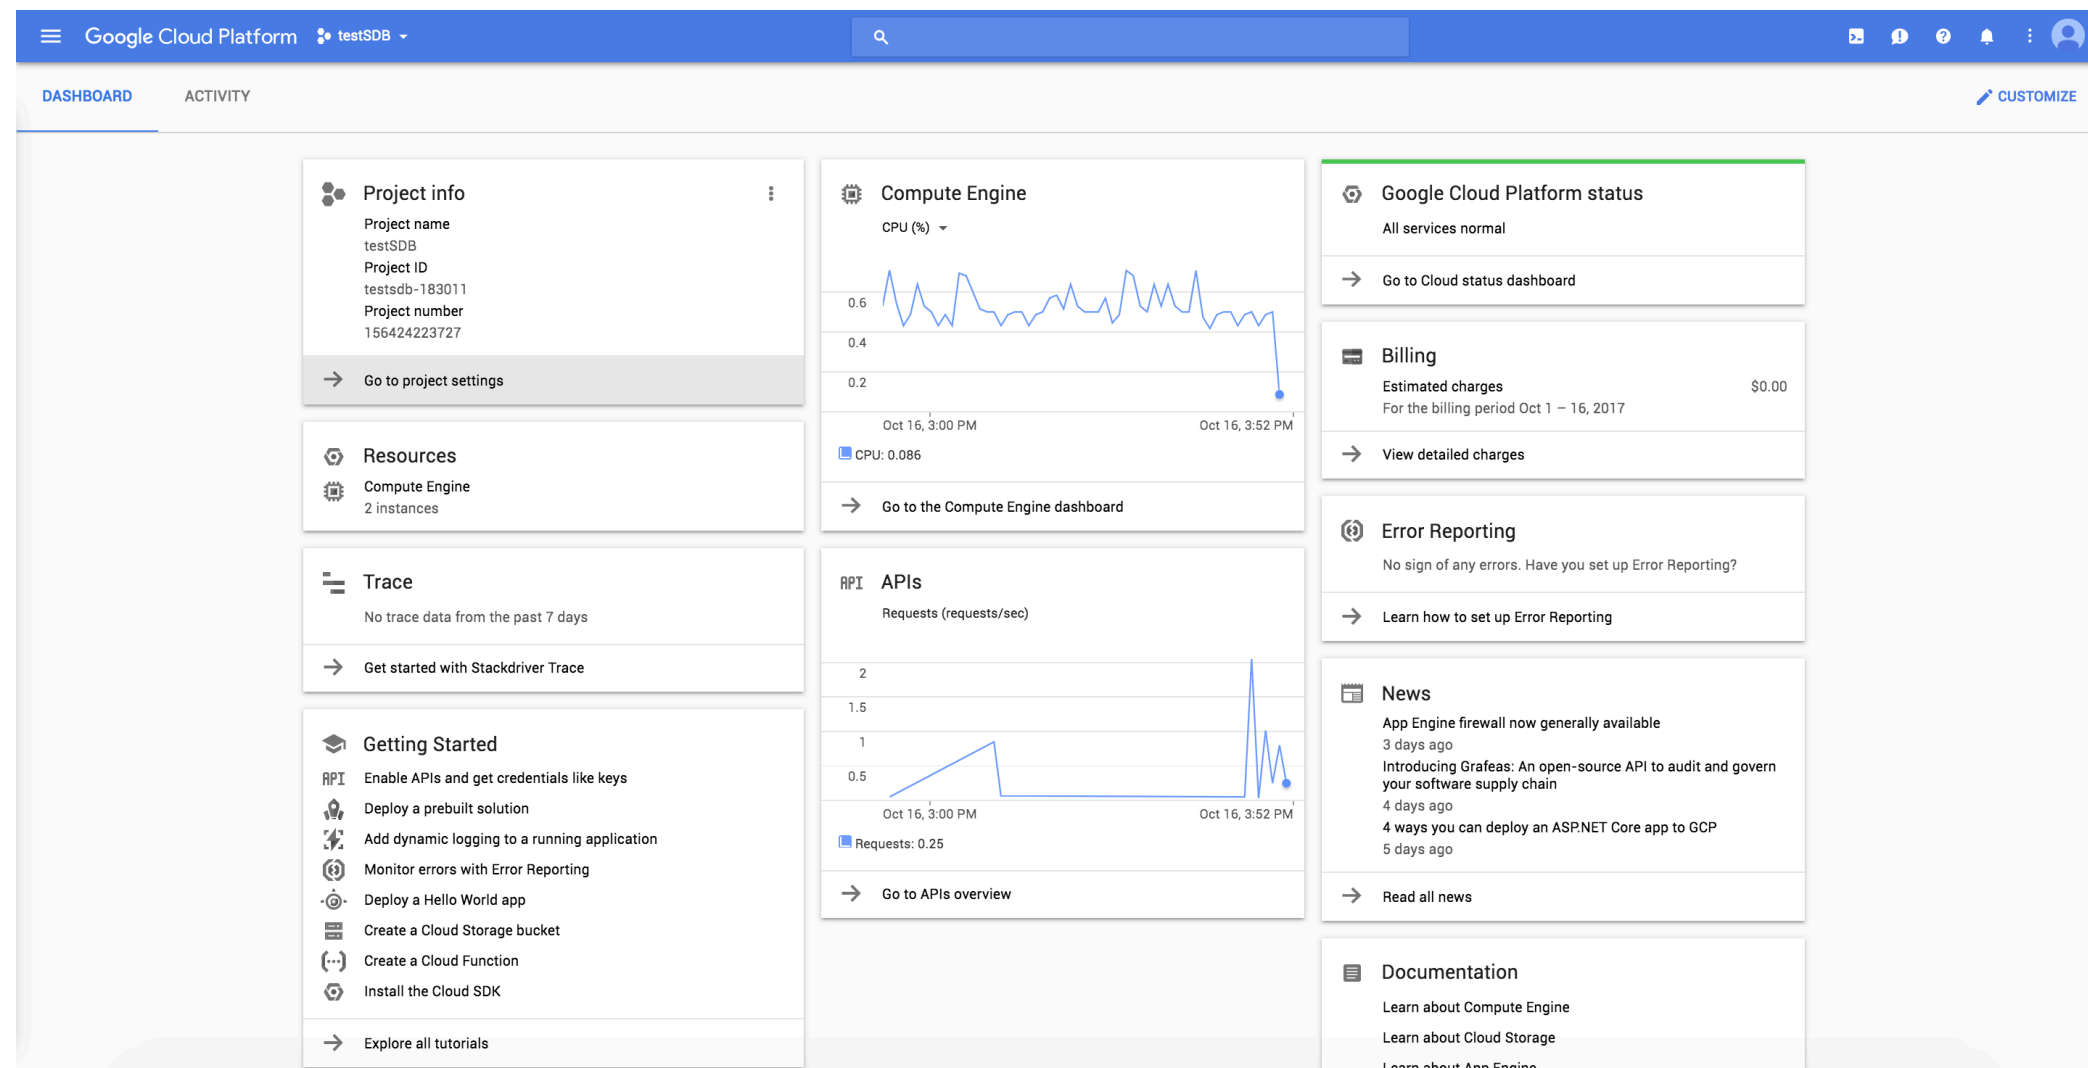 Google Cloud Platform
testSDB
DASHBOARD
ACTIVITY
CUSTOMIZE
Project info
Project name
testSDB
Project ID
testsdb-183011
Project number
156424223727
Go to project settings
Resources
Compute Engine
2 instances
Trace
No trace data from the past 7 days
Get started with Stackdriver Trace
Getting Started
API Enable APIs and get credentials like keys
Deploy a prebuilt solution
Add dynamic logging to a running application
Monitor errors with Error Reporting
Deploy a Hello World app
Create a Cloud Storage bucket
Create a Cloud Function
Install the Cloud SDK
Explore all tutorials
Compute Engine
CPU (%)
0.6
0.4
0.2
Oct 16, 3:00 PM
Oct 16, 3:52 PM
CPU: 0.086
Go to the Compute Engine dashboard
API APIs
Requests (requests/sec)
2
1.5
1
0.5
Oct 16, 3:00 PM
Oct 16, 3:52 PM
Requests: 0.25
Go to APIs overview
Google Cloud Platform status
All services normal
Go to Cloud status dashboard
Billing
Estimated charges $0.00
For the billing period Oct 1 – 16, 2017
View detailed charges
Error Reporting
No sign of any errors. Have you set up Error Reporting?
Learn how to set up Error Reporting
News
App Engine firewall now generally available
3 days ago
Introducing Grafeas: An open-source API to audit and govern
your software supply chain
4 days ago
4 ways you can deploy an ASP.NET Core app to GCP
5 days ago
Read all news
Documentation
Learn about Compute Engine
Learn about Cloud Storage
Learn about App Engine